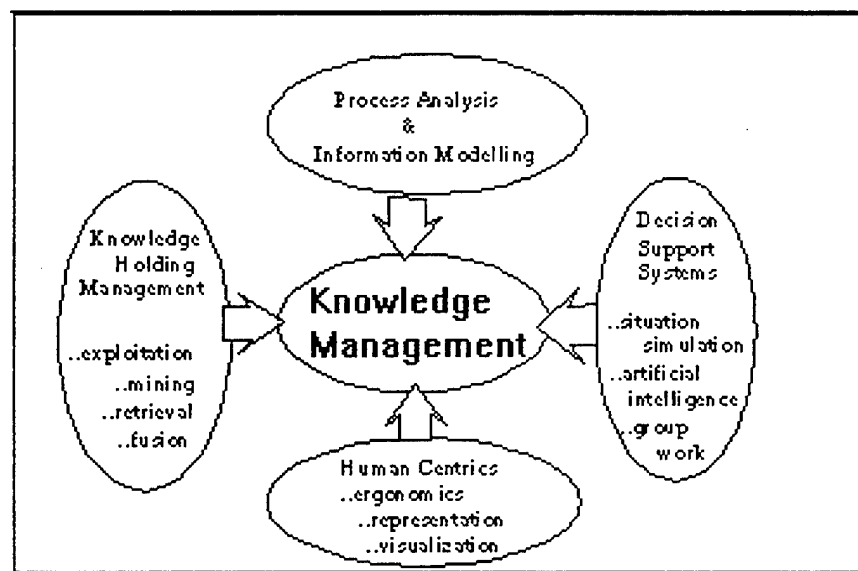 Process Analysis
&
Information Modelling
Knowledge
Holding
Management
..exploitation
..mining
..retrieval
..fusion
Knowledge
Management
Decision
Support
Systems
..situation
simulation
..artificial
intelligence
..group
work
Human Centrics
..ergonomics
..representation
..visualization